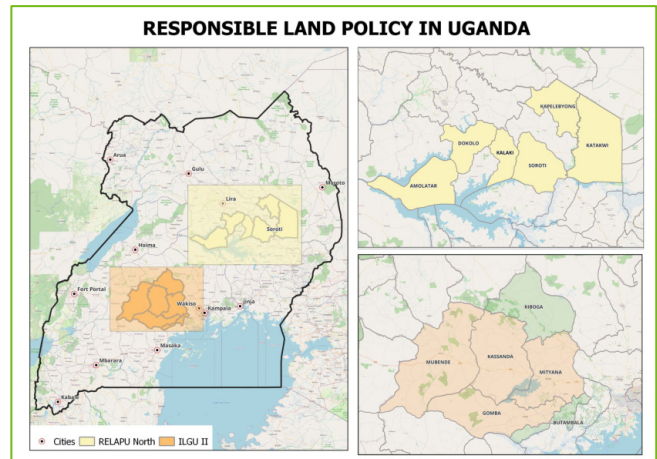 RESPONSIBLE LAND POLICY IN UGANDA
Arua
Gulu
Moroto
Lira
Soroti
Hoima
Fort Portal
Wakiso
Kampala
Jinja
Masaka
Mbarara
Kabale
Cities
RELAPU North
ILGU II
KAPELEBYONG
DOKOLO
KALAKI
KATAKWI
SOROTI
AMOLATAR
KIBOGA
MUBENDE
KASSANDA
MITYANA
GOMBA
BUTAMBALA